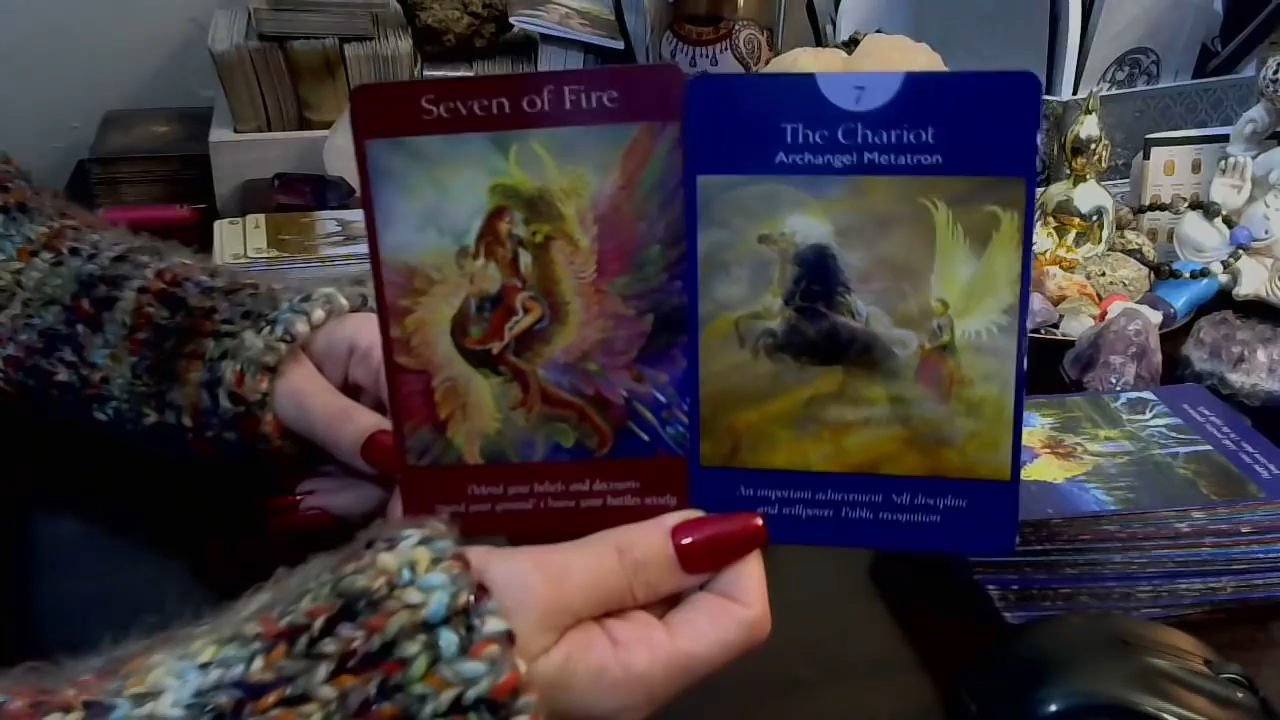 Seven of Fire
Defend your beliefs and decisions
your ground Choose your battles wisely
7
The Chariot
Archangel Metatron
An important achievement Self discipline
and willpower Public recognition